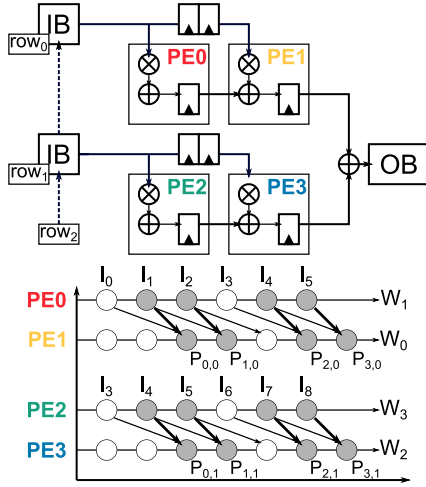 IB
row0
PE0 PE1
IB
row1
PE2 PE3
OB
row2
I0 I1 I2 I3 I4 I5
PE0 W1
PE1 W0
P0,0 P1,0 P2,0 P3,0
I3 I4 I5 I6 I7 I8
PE2 W3
PE3 W2
P0,1 P1,1 P2,1 P3,1